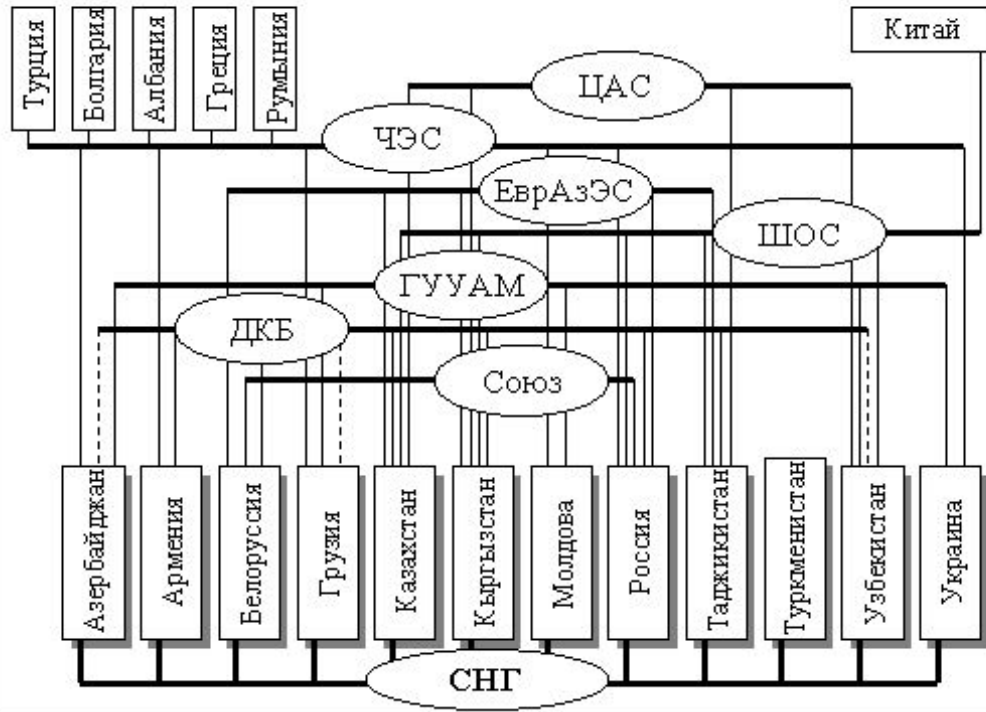 Турция
Болгария
Албания
Греция
Румыния
Китай
ЦАС
ЧЭС
ЕврАзЭС
ШОС
ГУУАМ
ДКБ
Союз
Азербайджан
Армения
Белоруссия
Грузия
Казахстан
Кыргызстан
Молдова
Россия
Таджикистан
Туркменистан
Узбекистан
Украина
СНГ